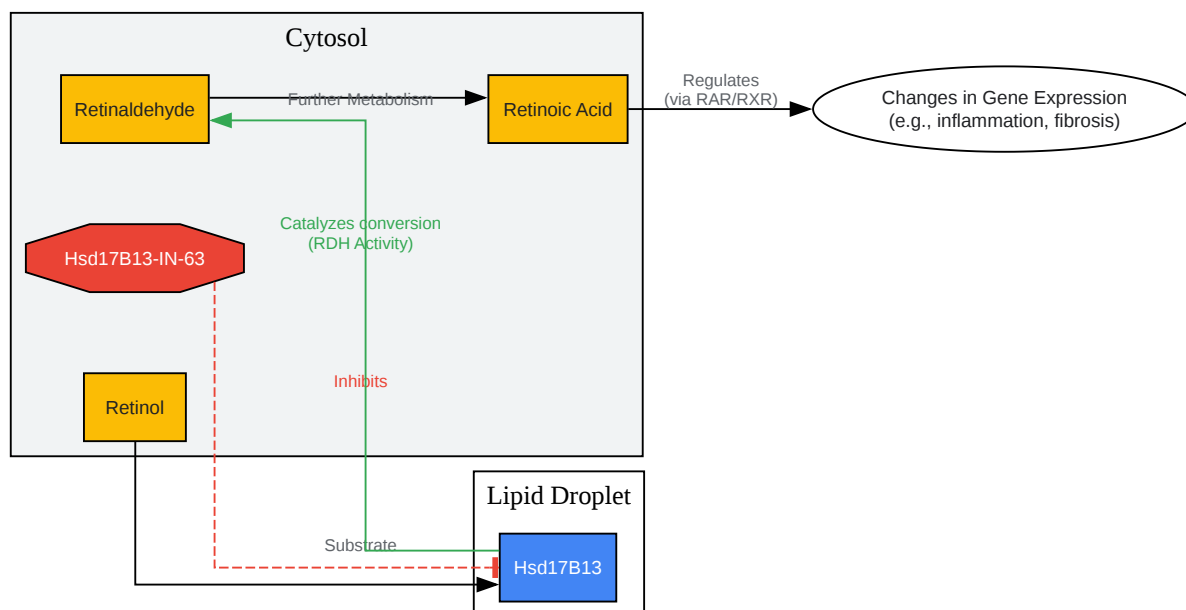 Cytosol
Retinaldehyde
Further Metabolism
Retinoic Acid
Regulates
(via RAR/RXR)
Changes in Gene Expression
(e.g., inflammation, fibrosis)
Catalyzes conversion
(RDH Activity)
Hsd17B13-IN-63
Inhibits
Retinol
Lipid Droplet
Substrate
Hsd17B13